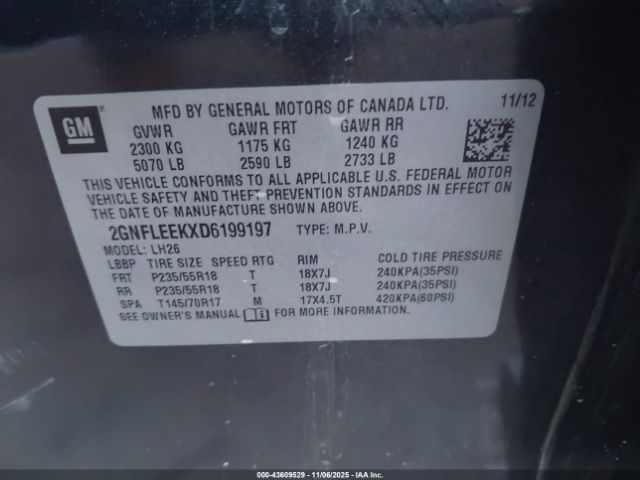 GM
MFD BY GENERAL MOTORS OF CANADA LTD. 11/12
GVWR GAWR FRT GAWR RR
2300 KG 1175 KG 1240 KG
5070 LB 2590 LB 2733 LB
THIS VEHICLE CONFORMS TO ALL APPLICABLE U.S. FEDERAL MOTOR
VEHICLE SAFETY AND THEFT PREVENTION STANDARDS IN EFFECT ON
THE DATE OF MANUFACTURE SHOWN ABOVE.
2GNFLEEKXD6199197 TYPE: M.P.V.
MODEL: LH26
LBBP TIRE SIZE SPEED RTG RIM COLD TIRE PRESSURE
FRT P235/55R18 T 18X7J 240KPA(35PSI)
RR P235/55R18 T 18X7J 240KPA(35PSI)
SPA T145/70R17 M 17X4.5T 420KPA(60PSI)
SEE OWNER'S MANUAL FOR MORE INFORMATION.
000-43609529 - 11/06/2025 - IAAI.COM